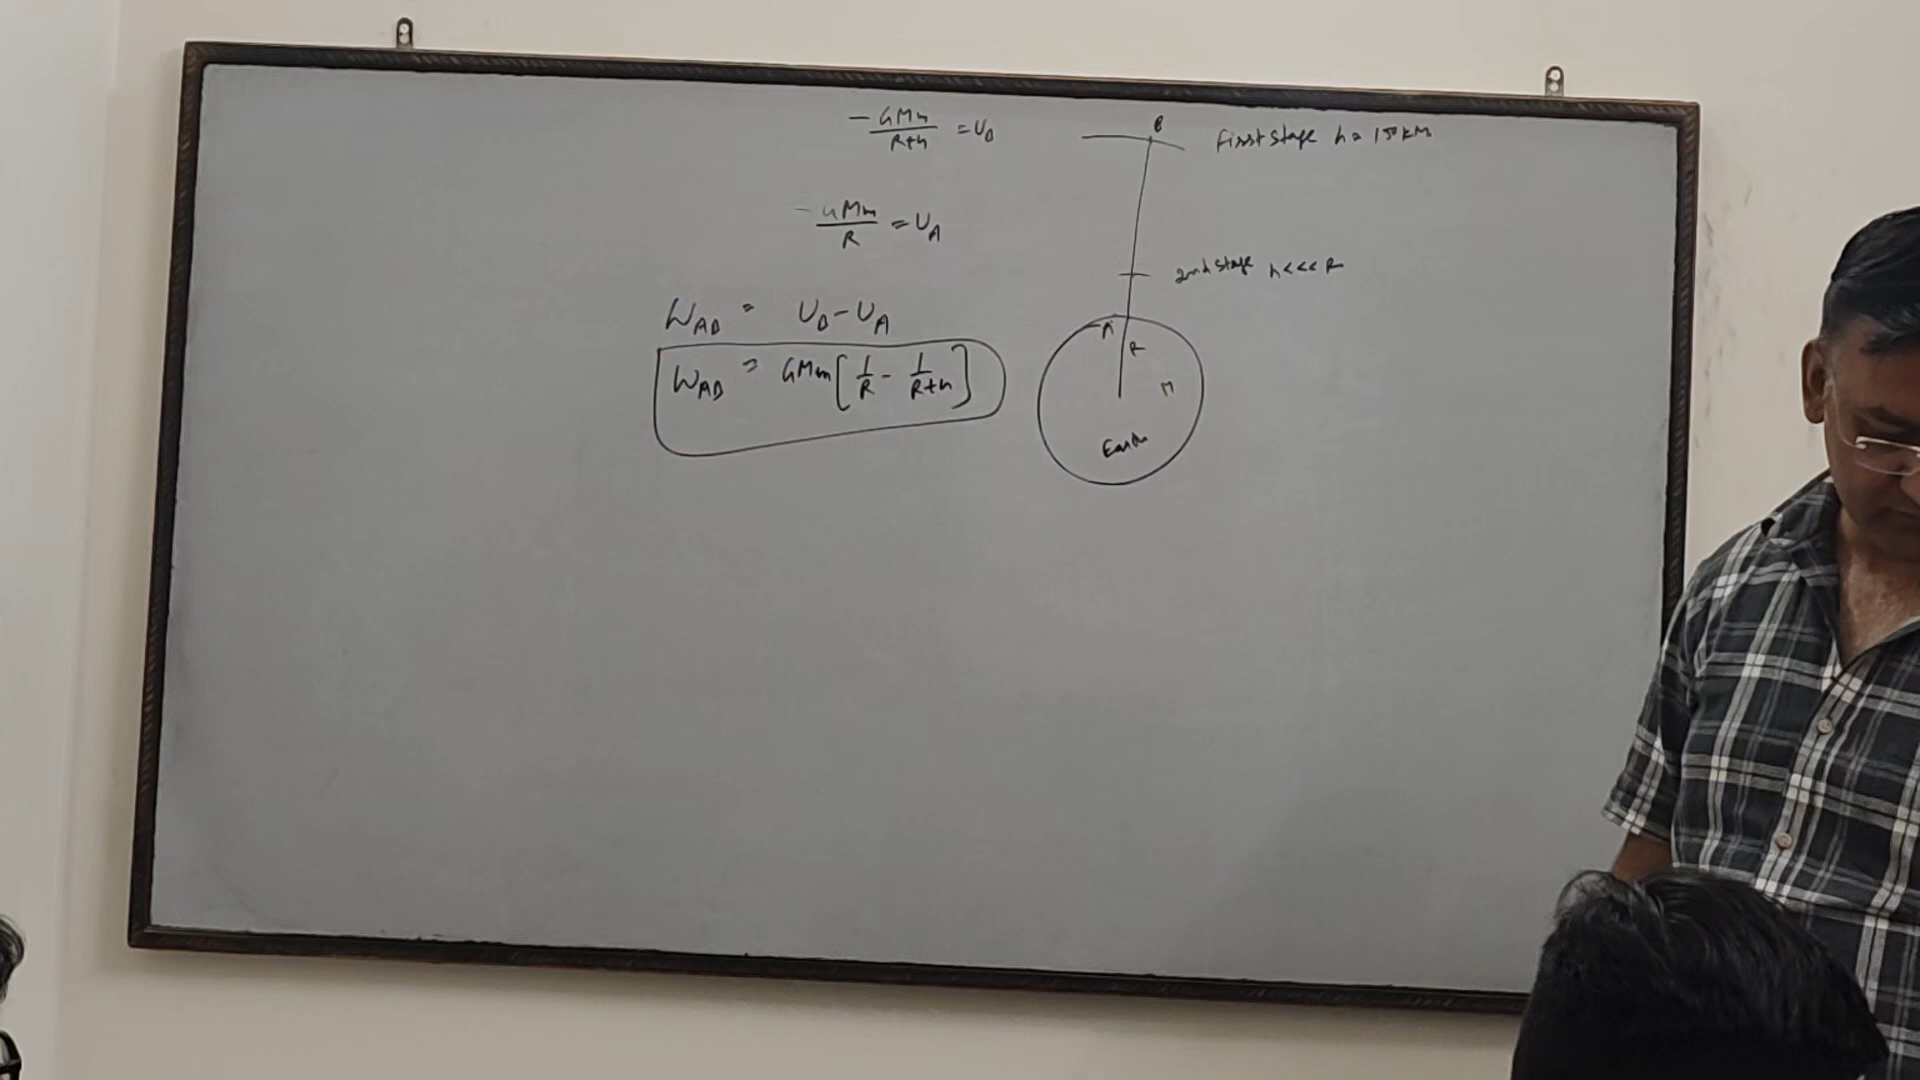 -GMm/R+h = U_B
B
First stage h = 150 KM
-GMm/R = U_A
2nd stage h<<<R
W_AB = U_B - U_A
W_AB = GMm[1/R - 1/R+h]
A
R
M
Earth